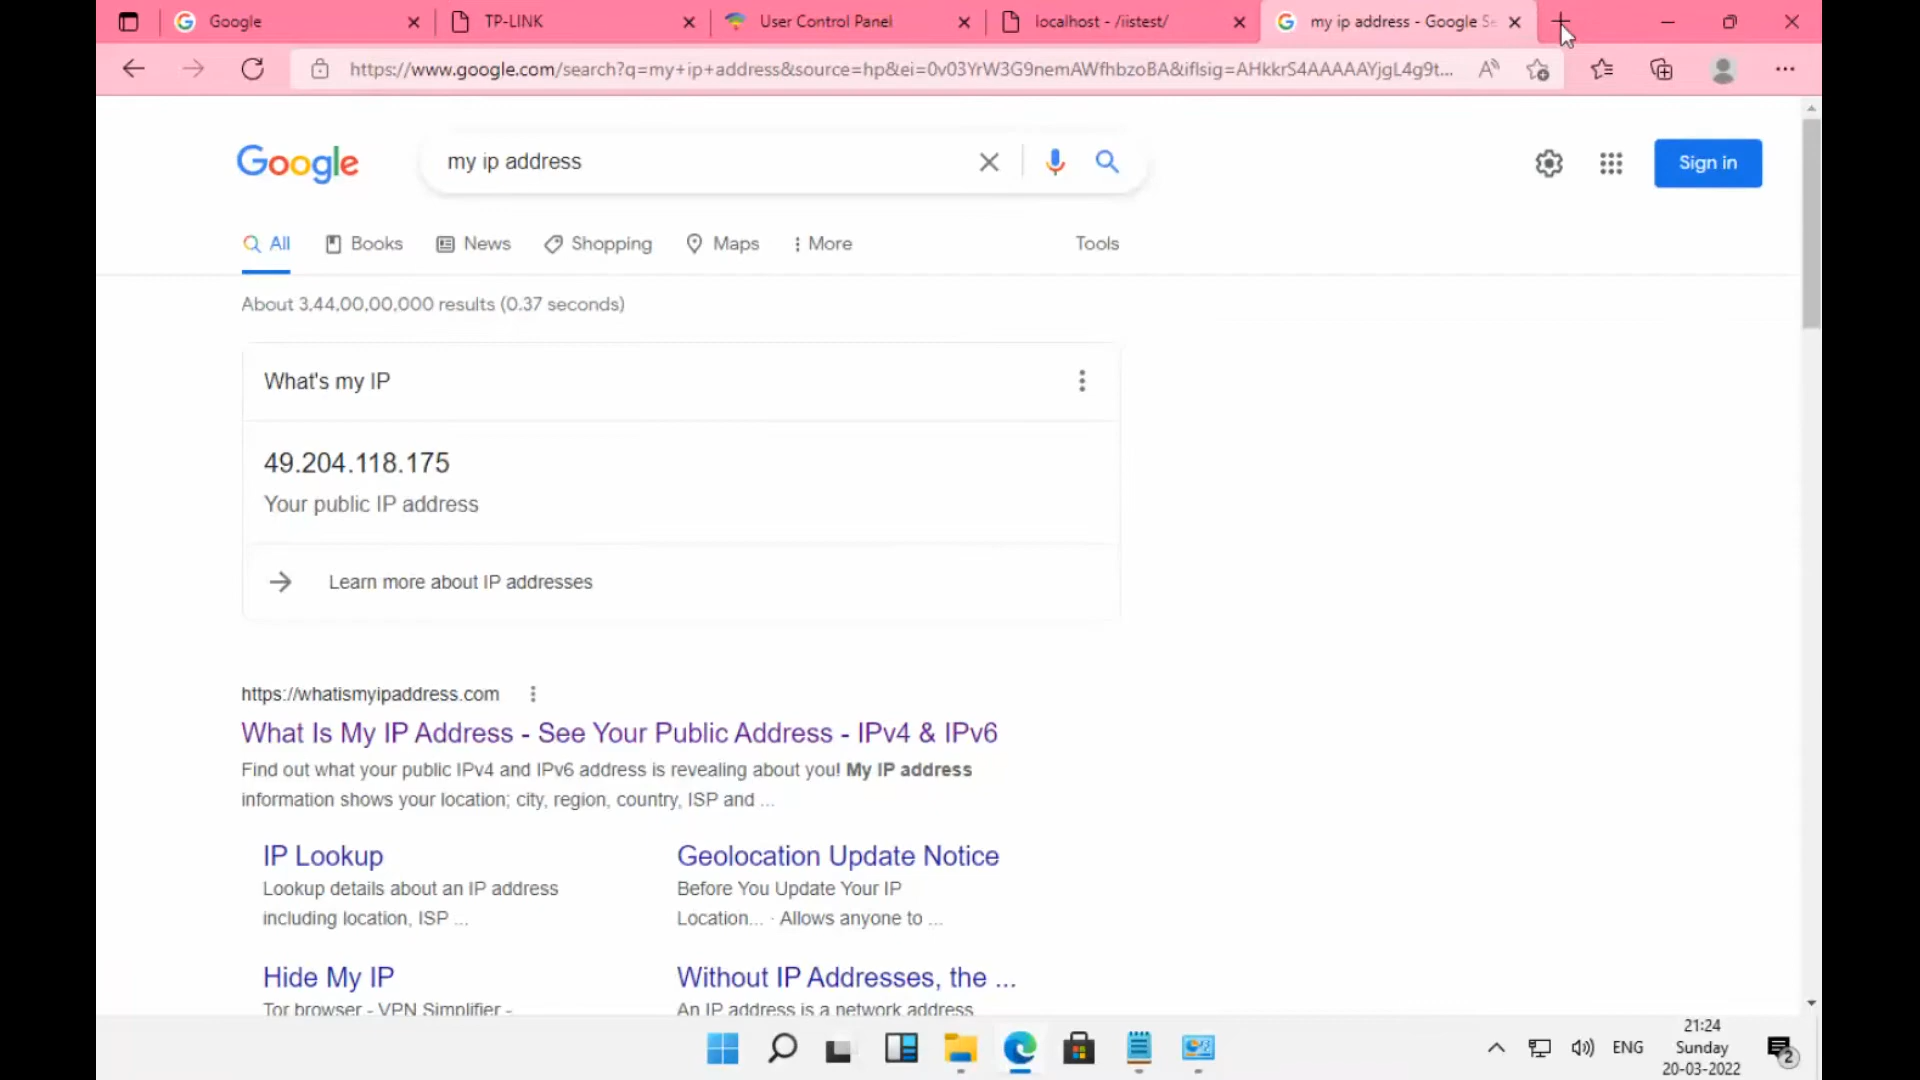 Google
TP-LINK
User Control Panel
localhost - /iistest/
my ip address - Google Se
https://www.google.com/search?q=my+ip+address&source=hp&ei=0v03YrW3G9nemAWfhbzoBA&iflsig=AHkkrS4AAAAAYjgL4g9t...
Google
my ip address
Sign in
All
Books
News
Shopping
Maps
More
Tools
About 3,44,00,00,000 results (0.37 seconds)
What's my IP
49.204.118.175
Your public IP address
Learn more about IP addresses
https://whatismyipaddress.com
What Is My IP Address - See Your Public Address - IPv4 & IPv6
Find out what your public IPv4 and IPv6 address is revealing about you! My IP address
information shows your location; city, region, country, ISP and ...
IP Lookup
Lookup details about an IP address
including location, ISP ...
Geolocation Update Notice
Before You Update Your IP
Location... · Allows anyone to ...
Hide My IP
Tor browser - VPN Simplifier -
Without IP Addresses, the ...
An IP address is a network address
ENG
21:24
Sunday
20-03-2022
2